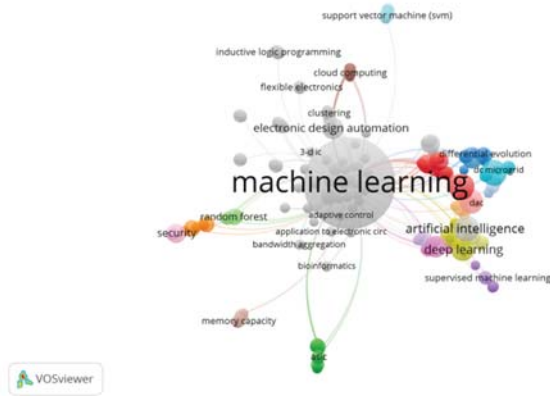 support vector machine (svm)
inductive logic programming
cloud computing
flexible electronics
clustering
electronic design automation
3-d ic
differential evolution
dc microgrid
machine learning
dac
adaptive control
random forest
artificial intelligence
application to electronic circ
security
bandwidth aggregation
deep learning
bioinformatics
supervised machine learning
memory capacity
asic
VOSviewer